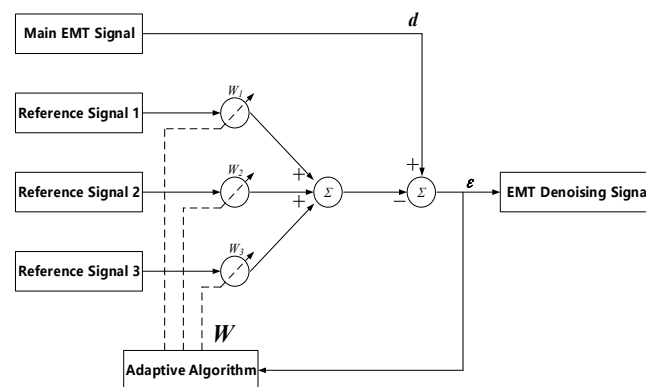 Main EMT Signal
d
Reference Signal 1
W1
Reference Signal 2
W2
+
+
Σ
−
+
Σ
ε
EMT Denoising Signal
Reference Signal 3
W3
W
Adaptive Algorithm